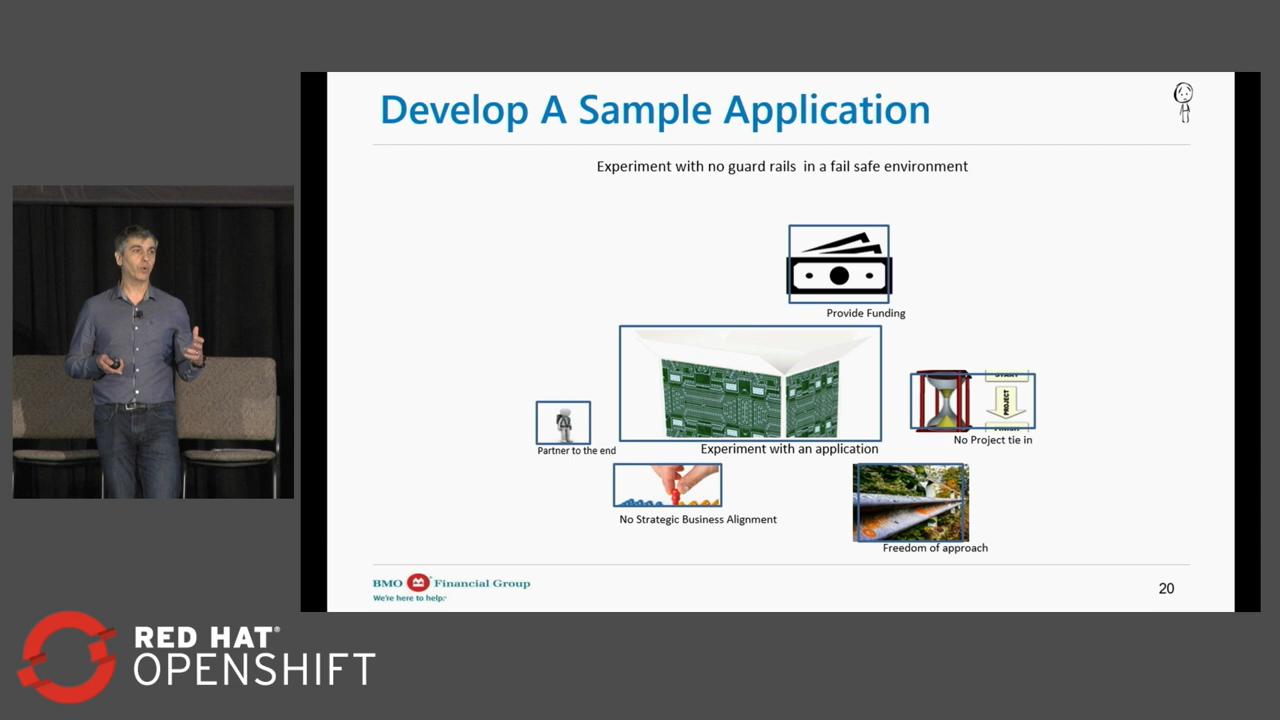 Develop A Sample Application
Experiment with no guard rails in a fail safe environment
Provide Funding
START
PROJECT
No Project tie in
Partner to the end
Experiment with an application
No Strategic Business Alignment
Freedom of approach
BMO Financial Group
We're here to help.
20
RED HAT®
OPENSHIFT